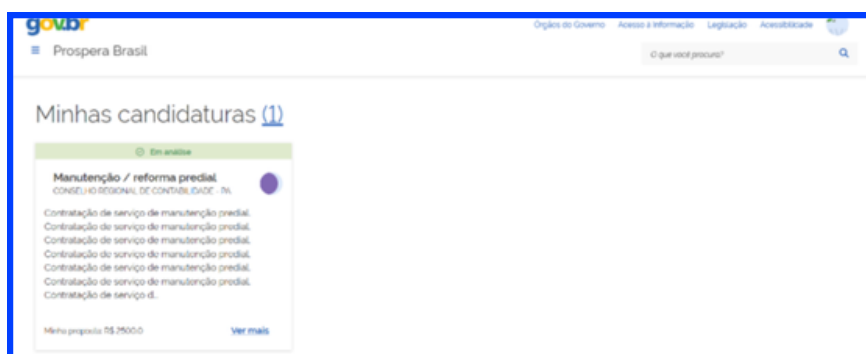 gov.br
Órgãos do Governo Acesso à Informação Legislação Acessibilidade
Prospera Brasil
O que você procura?
Minhas candidaturas (1)
Em análise
Manutenção / reforma predial
CONSELHO REGIONAL DE CONTABILIDADE - PA
Contratação de serviço de manutenção predial.
Contratação de serviço de manutenção predial.
Contratação de serviço de manutenção predial.
Contratação de serviço de manutenção predial.
Contratação de serviço de manutenção predial.
Contratação de serviço de manutenção predial.
Contratação de serviço d...
Minha proposta: R$ 2500.0 Ver mais